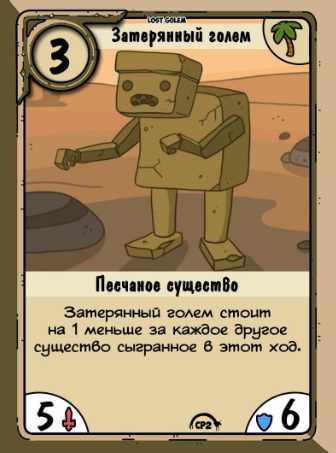 LOST GOLEM
3
Затерянный голем
Песчаное существо
Затерянный голем стоит
на 1 меньше за каждое другое
существо сыгранное в этот ход.
5
CP2
6